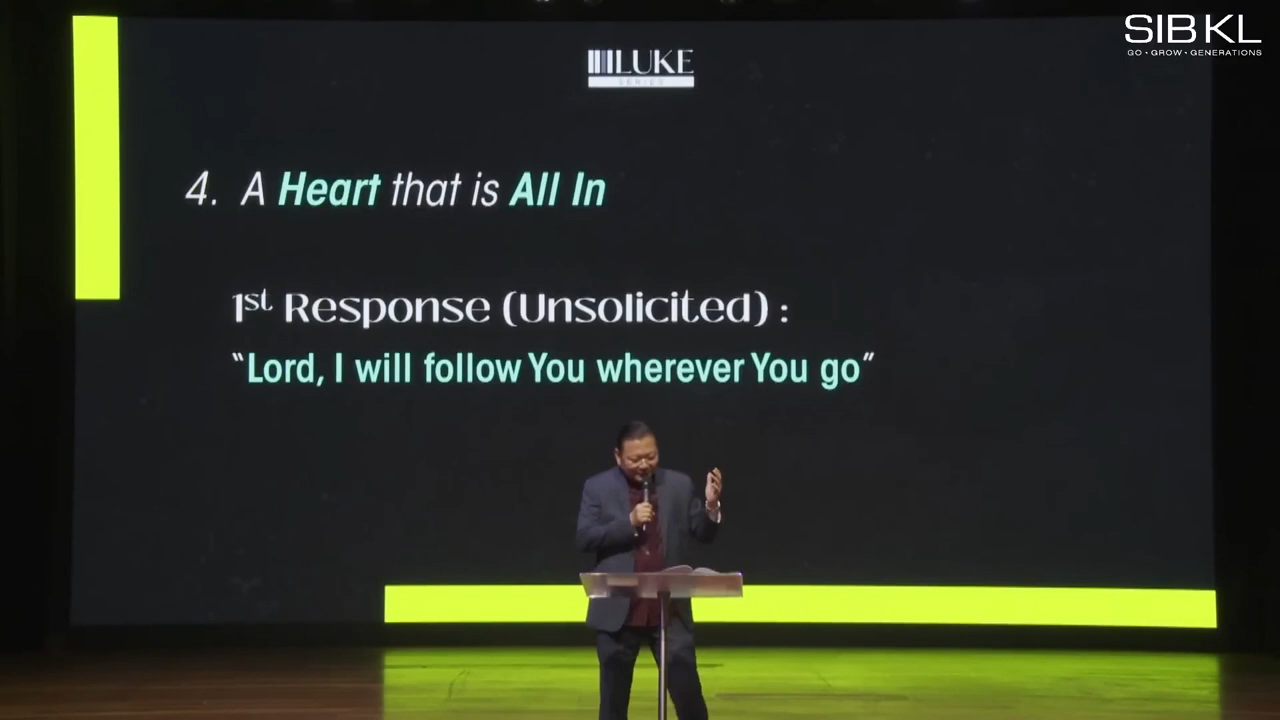 SIBKL
GO • GROW • GENERATIONS
LUKE
SERIES
4. A Heart that is All In
1st Response (Unsolicited) :
“Lord, I will follow You wherever You go”